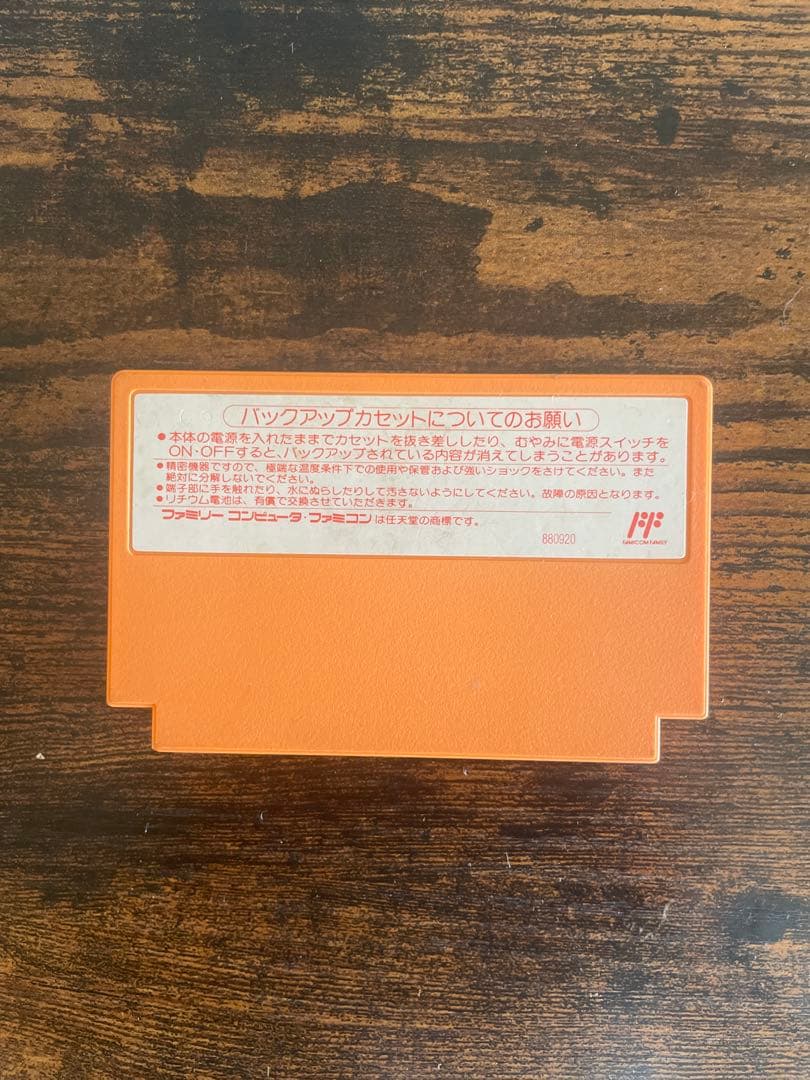 バックアップカセットについてのお願い
●本体の電源を入れたままでカセットを抜き差ししたり、むやみに電源スイッチを
ON・OFFすると、バックアップされている内容が消えてしまうことがあります。
●精密機器ですので、極端な温度条件下での使用や保管および強いショックをさけてください。また
絶対に分解しないでください。
●端子部に手を触れたり、水にぬらしたりして汚さないようにしてください。故障の原因となります。
●リチウム電池は、有償で交換させていただきます。
ファミリー コンピュータ・ファミコンは任天堂の商標です。
880920
FAMICOM FAMILY